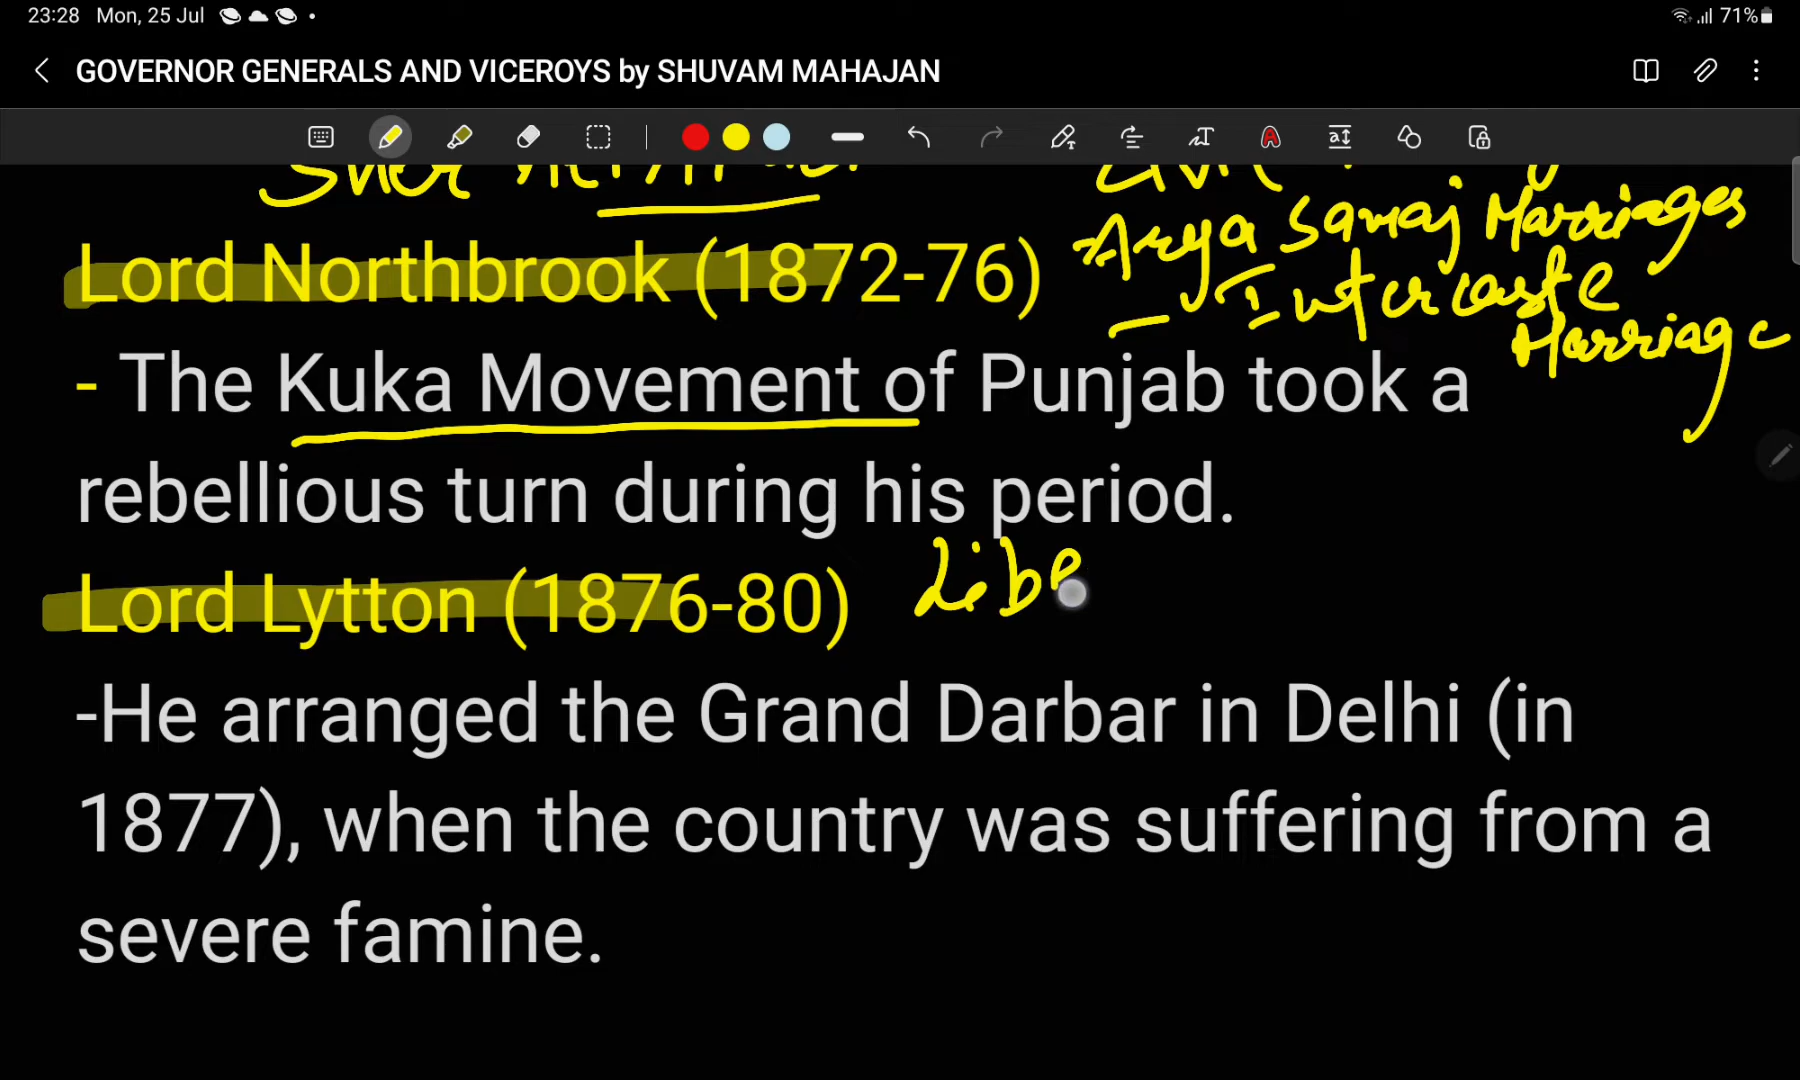 23:28 Mon, 25 Jul 71%
GOVERNOR GENERALS AND VICEROYS by SHUVAM MAHAJAN
Lord Northbrook (1872-76)
Arya Samaj Marriages
Intercaste
Marriage
- The Kuka Movement of Punjab took a
rebellious turn during his period.
Lord Lytton (1876-80) Libe
-He arranged the Grand Darbar in Delhi (in
1877), when the country was suffering from a
severe famine.